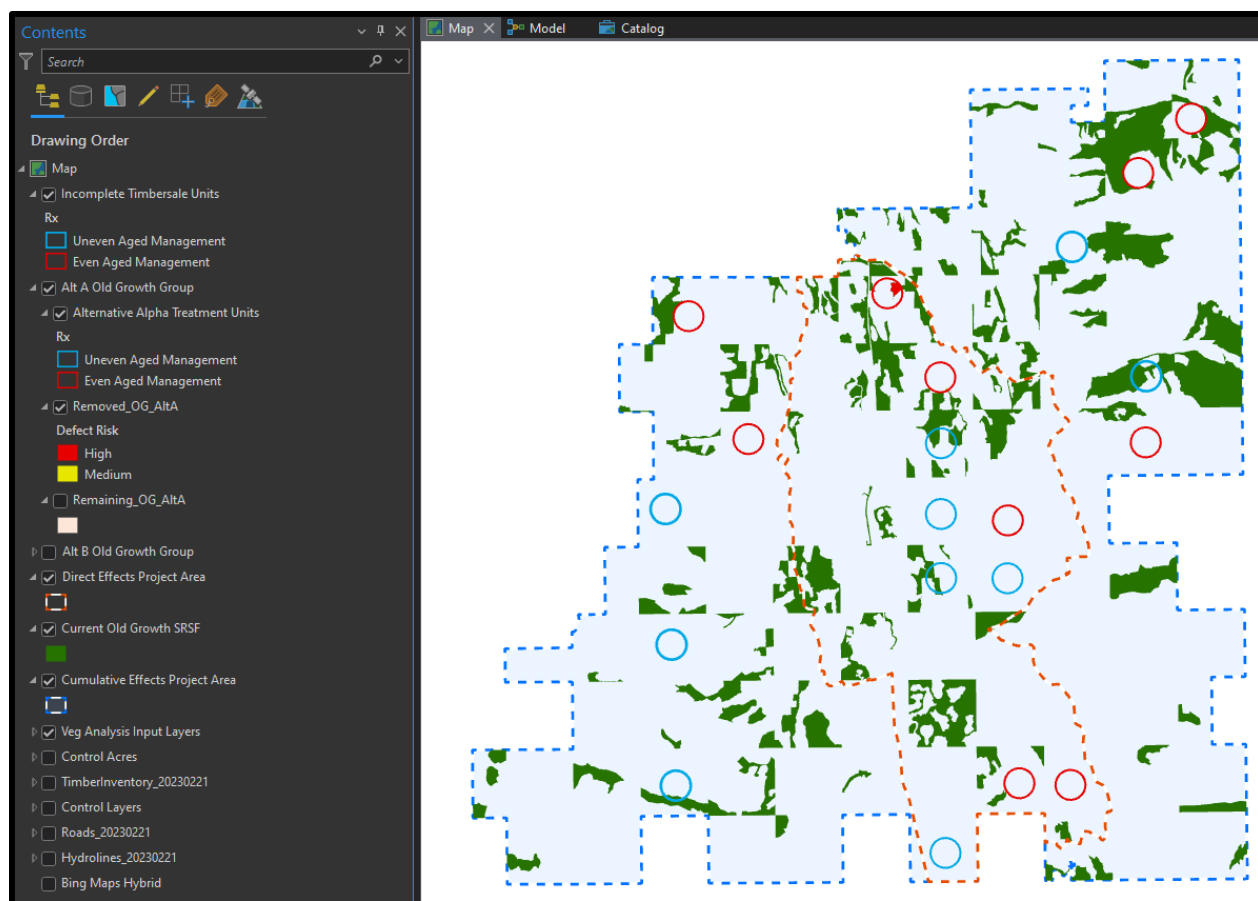 Contents
Map
Model
Catalog
Search
Drawing Order
Map
Incomplete Timbersale Units
Rx
Uneven Aged Management
Even Aged Management
Alt A Old Growth Group
Alternative Alpha Treatment Units
Rx
Uneven Aged Management
Even Aged Management
Removed_OG_AltA
Defect Risk
High
Medium
Remaining_OG_AltA
Alt B Old Growth Group
Direct Effects Project Area
Current Old Growth SRSF
Cumulative Effects Project Area
Veg Analysis Input Layers
Control Acres
TimberInventory_20230221
Control Layers
Roads_20230221
Hydrolines_20230221
Bing Maps Hybrid